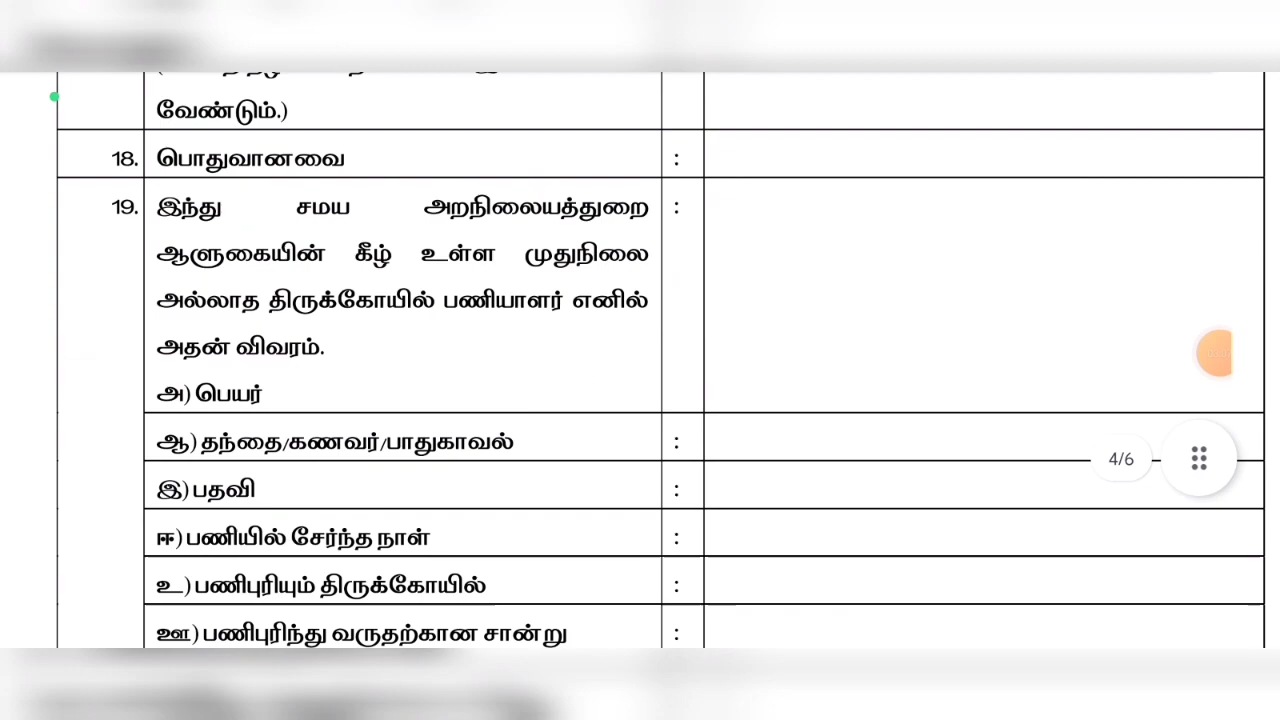 வேண்டும்.)
18. பொதுவானவை :
19. இந்து சமய அறநிலையத்துறை :
ஆளுகையின் கீழ் உள்ள முதுநிலை
அல்லாத திருக்கோயில் பணியாளர் எனில்
அதன் விவரம்.
அ) பெயர்
ஆ) தந்தை/கணவர்/பாதுகாவல் :
4/6
இ) பதவி :
ஈ) பணியில் சேர்ந்த நாள் :
உ) பணிபுரியும் திருக்கோயில் :
ஊ) பணிபுரிந்து வருதற்கான சான்று :